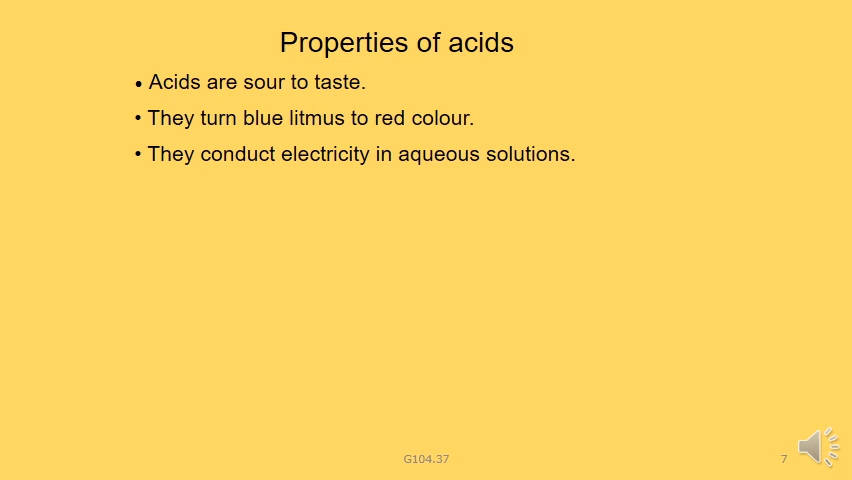 Properties of acids
• Acids are sour to taste.
• They turn blue litmus to red colour.
• They conduct electricity in aqueous solutions.
G104.37
7